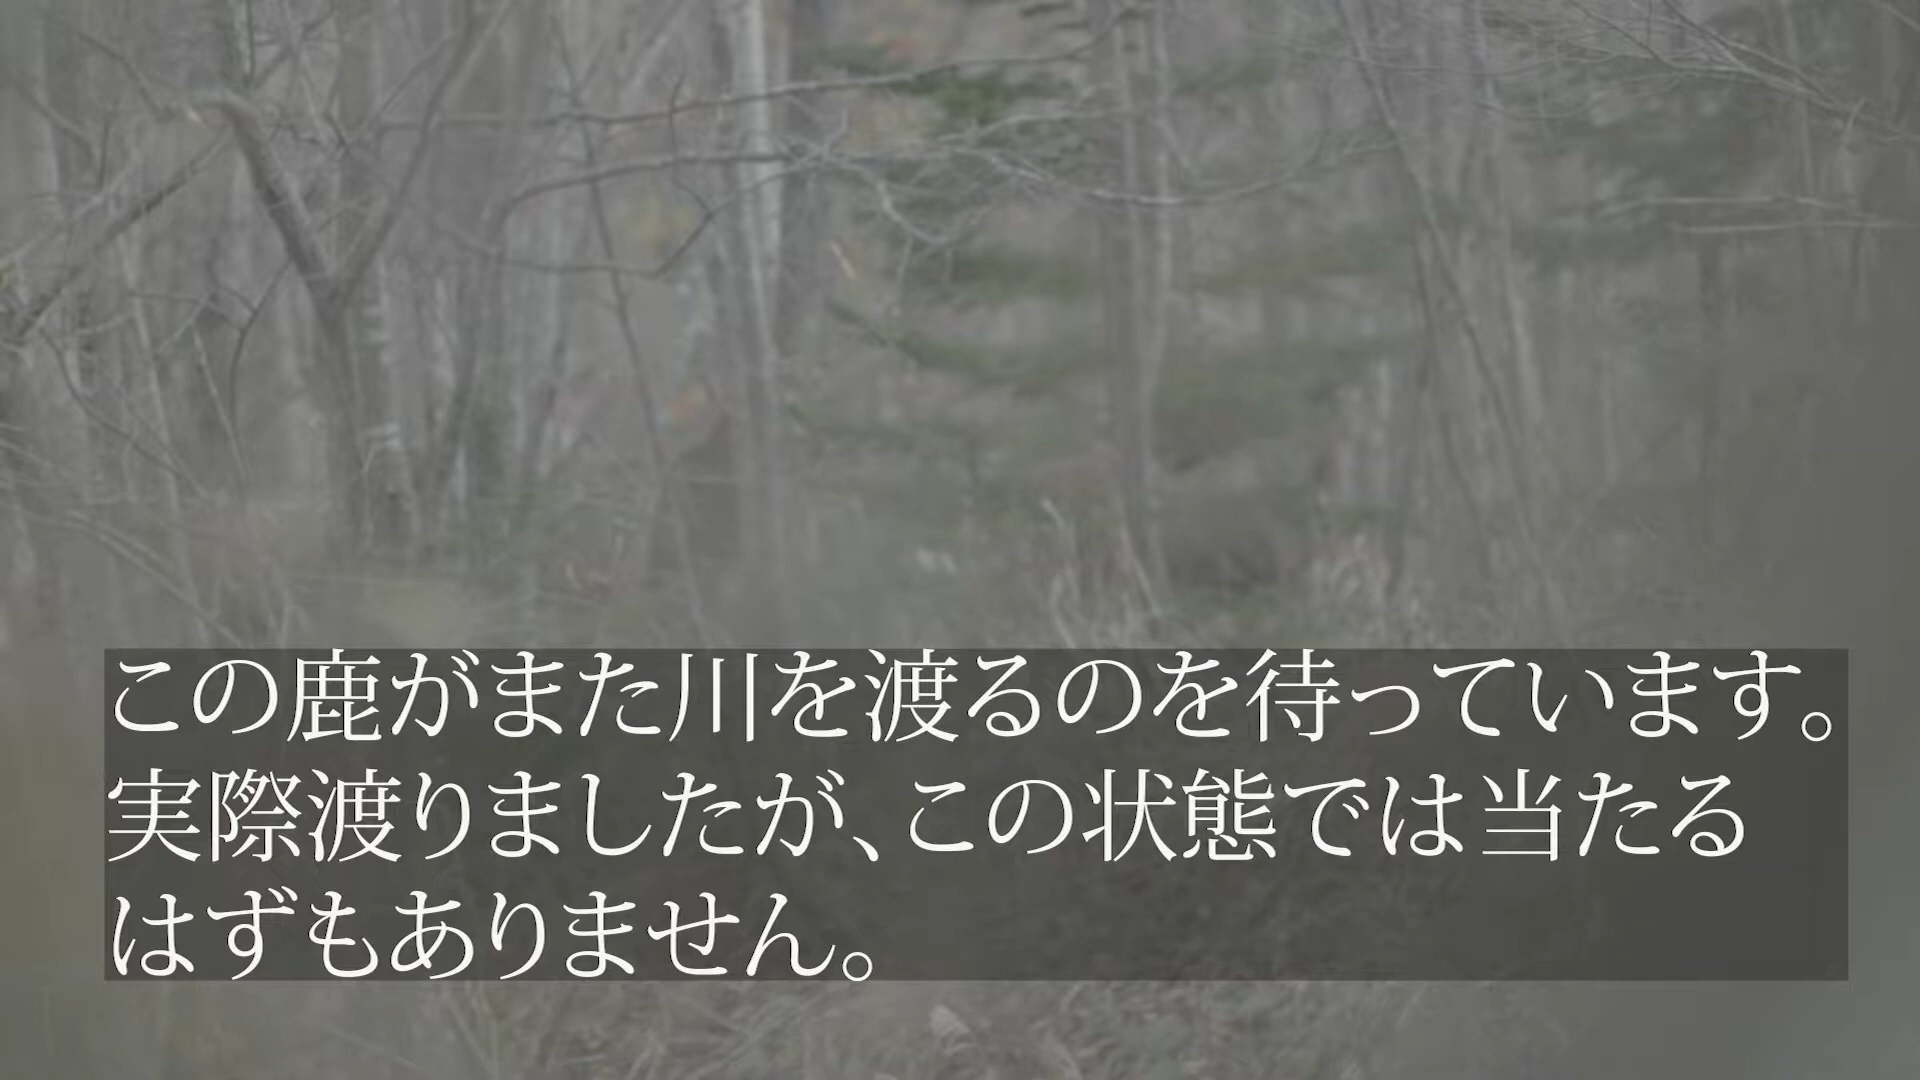 この鹿がまた川を渡るのを待っています。
実際渡りましたが、この状態では当たる
はずもありません。